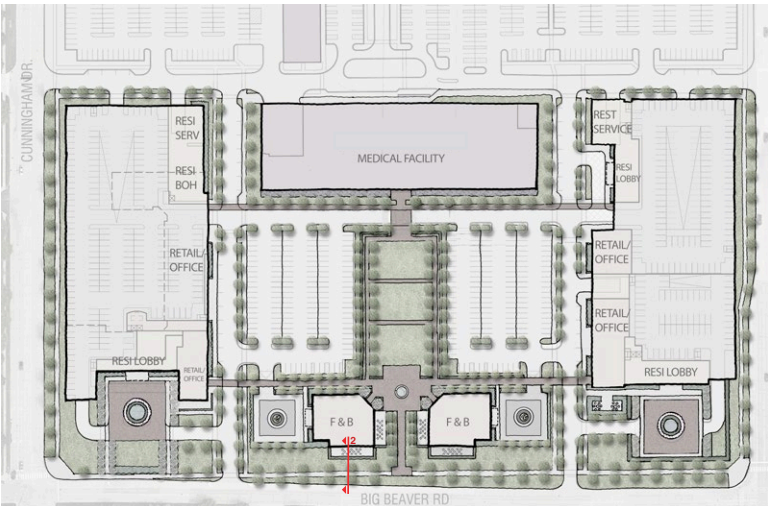 CUNNINGHAM DR.
RESI
SERV
RESI
BOH
RETAIL/
OFFICE
RESI LOBBY
RETAIL/
OFFICE
MEDICAL FACILITY
REST
SERVICE
RESI
LOBBY
RETAIL/
OFFICE
RETAIL/
OFFICE
RESI LOBBY
F & B
F & B
2
BIG BEAVER RD